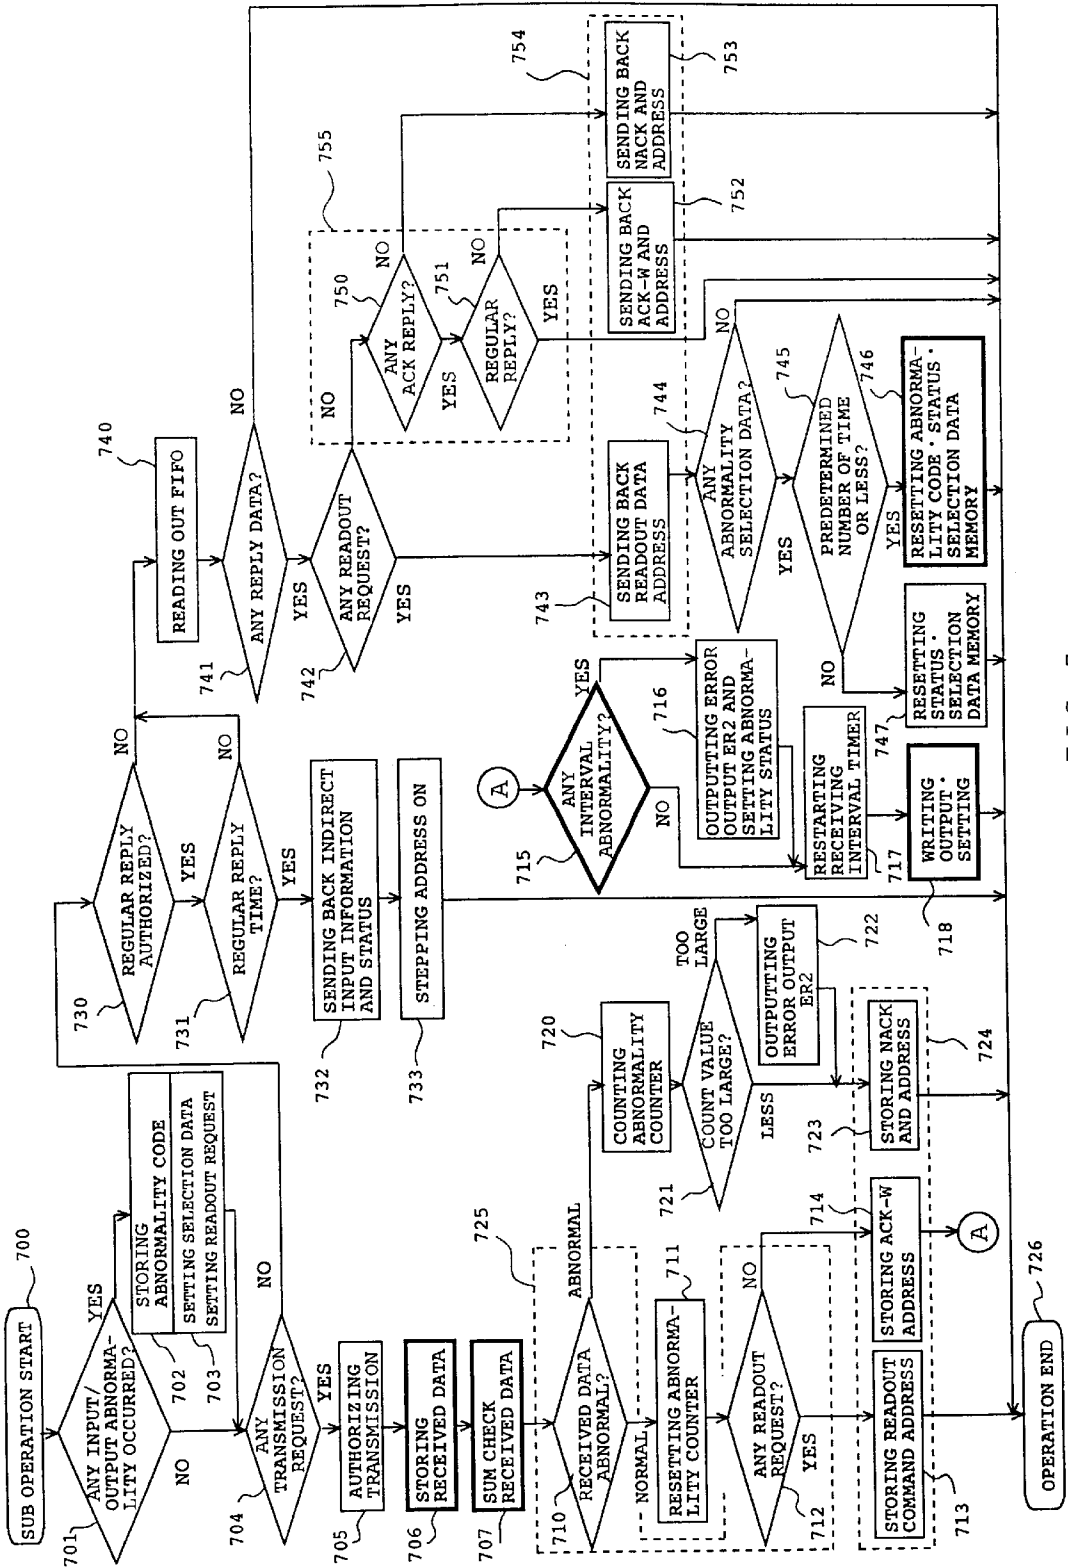 SUB OPERATION START
700
ANY INPUT/
OUTPUT ABNORMA-
LITY OCCURRED?
701
YES
NO
STORING
ABNORMALITY CODE
702
SETTING SELECTION DATA
SETTING READOUT REQUEST
703
ANY
TRANSMISSION
REQUEST?
704
NO
YES
AUTHORIZING
TRANSMISSION
705
STORING
RECEIVED DATA
706
SUM CHECK
RECEIVED DATA
707
725
RECEIVED DATA
ABNORMAL?
710
ABNORMAL
NORMAL
RESETTING ABNORMA-
LITY COUNTER
711
ANY READOUT
REQUEST?
712
NO
YES
STORING READOUT
COMMAND ADDRESS
713
STORING ACK-W
ADDRESS
714
A
COUNTING
ABNORMALITY
COUNTER
720
COUNT VALUE
TOO LARGE?
721
TOO
LARGE
LESS
OUTPUTTING
ERROR OUTPUT
ER2
722
STORING NACK
AND ADDRESS
723
724
OPERATION END
726
REGULAR REPLY
AUTHORIZED?
730
NO
YES
REGULAR REPLY
TIME?
731
NO
YES
SENDING BACK INDIRECT
INPUT INFORMATION
AND STATUS
732
STEPPING ADDRESS ON
733
A
ANY
INTERVAL
ABNORMALITY?
715
YES
NO
OUTPUTTING ERROR
OUTPUT ER2 AND
SETTING ABNORMA-
LITY STATUS
716
RESTARTING
RECEIVING
INTERVAL TIMER
717
WRITING
OUTPUT ·
SETTING
718
READING OUT FIFO
740
ANY REPLY DATA?
741
NO
YES
ANY READOUT
REQUEST?
742
NO
YES
755
ANY
ACK REPLY?
750
NO
YES
REGULAR
REPLY?
751
NO
YES
SENDING BACK
READOUT DATA
ADDRESS
743
SENDING BACK
ACK-W AND
ADDRESS
752
SENDING BACK
NACK AND
ADDRESS
753
754
ANY
ABNORMALITY
SELECTION DATA?
744
NO
YES
PREDETERMINED
NUMBER OF TIME
OR LESS?
745
NO
YES
RESETTING ABNORMA-
LITY CODE · STATUS ·
SELECTION DATA
MEMORY
746
RESETTING
STATUS ·
SELECTION
DATA MEMORY
747